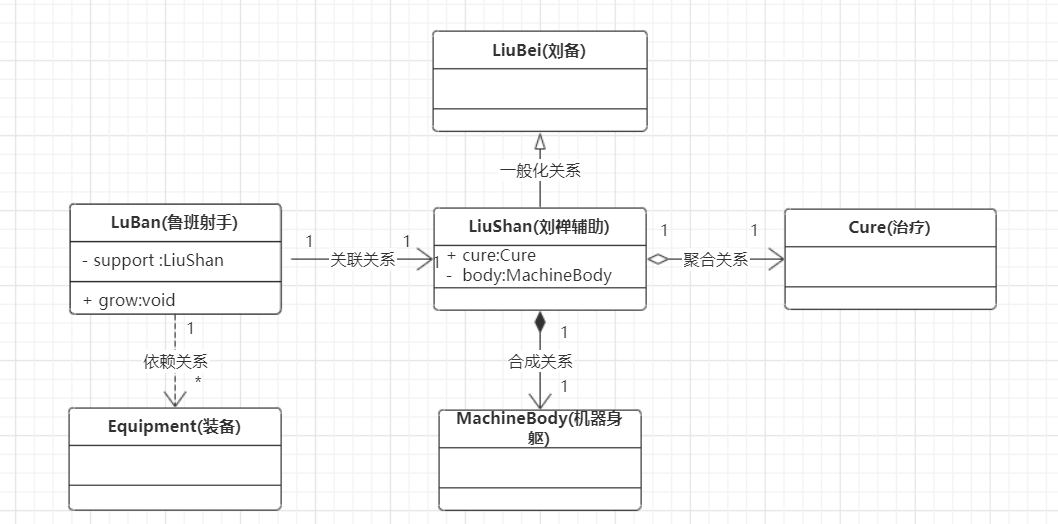 LiuBei(刘备)
一般化关系
LuBan(鲁班射手)
- support :LiuShan
+ grow:void
1
关联关系
1
1
LiuShan(刘禅辅助)
+ cure:Cure
- body:MachineBody
1
聚合关系
1
Cure(治疗)
1
依赖关系
*
1
合成关系
1
Equipment(装备)
MachineBody(机器身
躯)